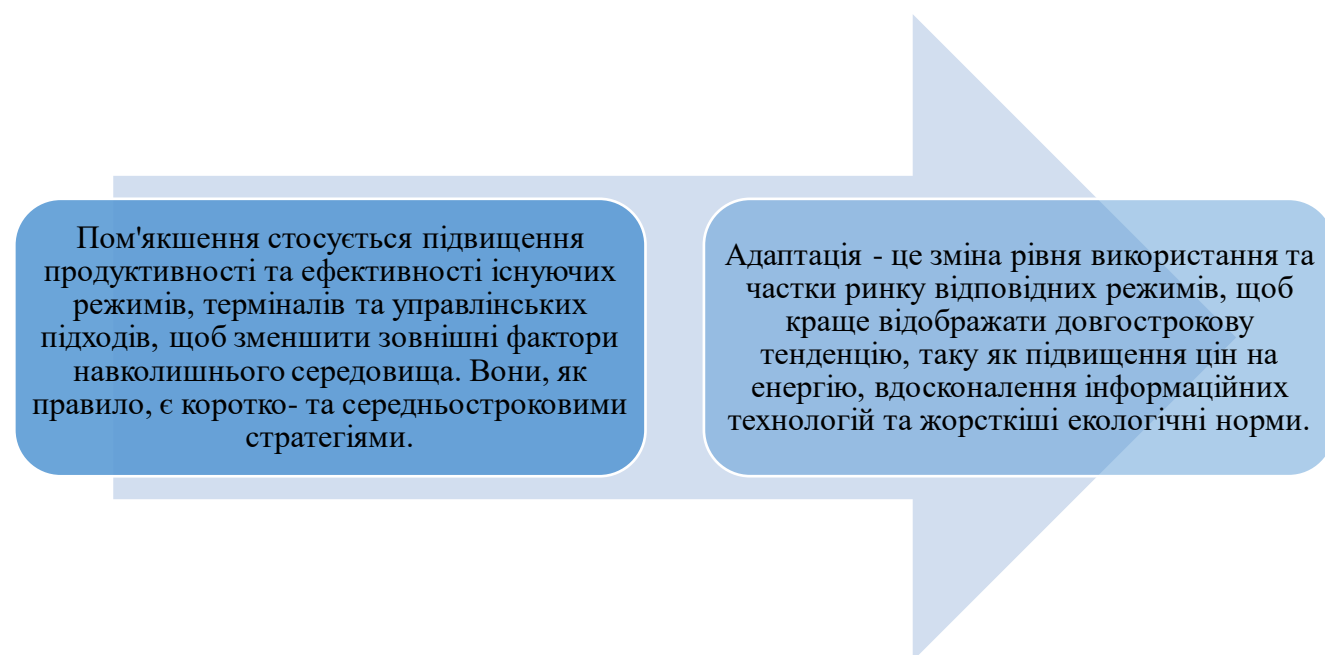 Пом'якшення стосується підвищення
продуктивності та ефективності існуючих
режимів, терміналів та управлінських
підходів, щоб зменшити зовнішні фактори
навколишнього середовища. Вони, як
правило, є коротко- та середньостроковими
стратегіями.
Адаптація - це зміна рівня використання та
частки ринку відповідних режимів, щоб
краще відображати довгострокову
тенденцію, таку як підвищення цін на
енергію, вдосконалення інформаційних
технологій та жорсткіші екологічні норми.